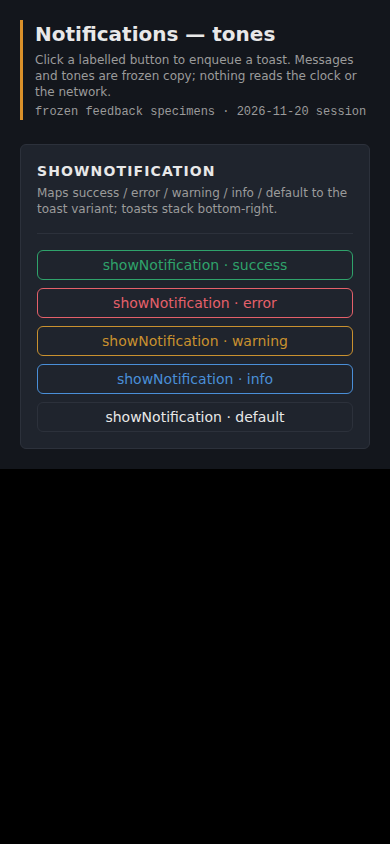 Notifications — tones
Click a labelled button to enqueue a toast. Messages
and tones are frozen copy; nothing reads the clock or
the network.
frozen feedback specimens · 2026-11-20 session
SHOWNOTIFICATION
Maps success / error / warning / info / default to the
toast variant; toasts stack bottom-right.
showNotification · success
showNotification · error
showNotification · warning
showNotification · info
showNotification · default